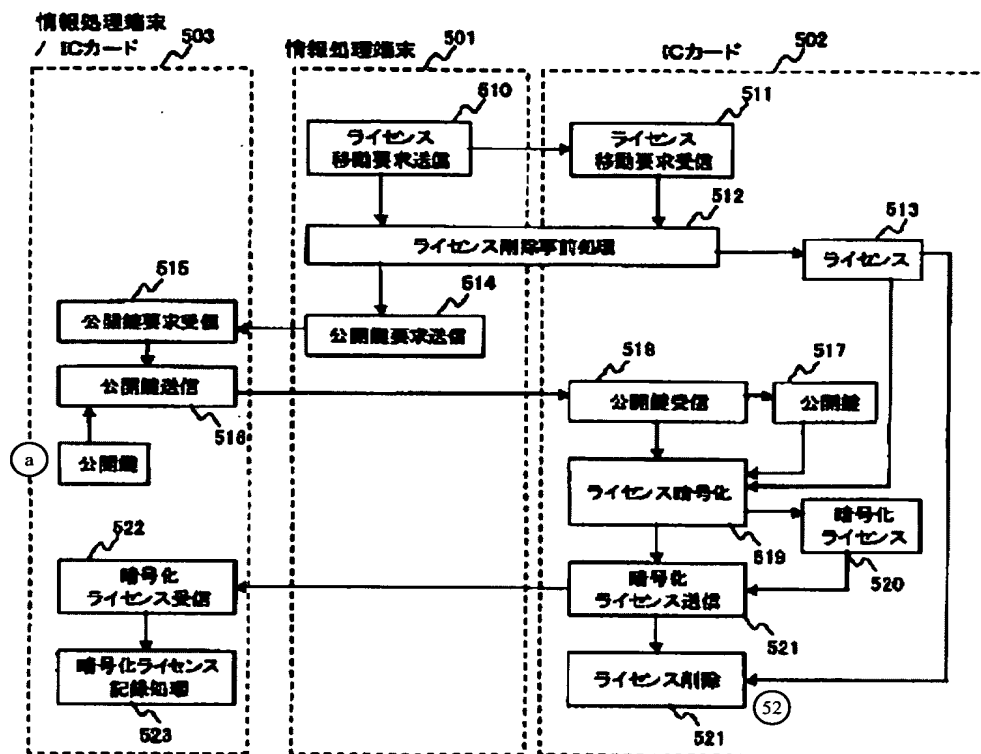 情報処理端末
/ ICカード
503
情報処理端末
501
ICカード
502
510
ライセンス
移動要求送信
511
ライセンス
移動要求受信
512
ライセンス削除事前処理
513
ライセンス
515
公開鍵要求受信
514
公開鍵要求送信
公開鍵送信
516
518
公開鍵受信
517
公開鍵
a
公開鍵
ライセンス暗号化
519
暗号化
ライセンス
520
522
暗号化
ライセンス受信
暗号化
ライセンス送信
521
暗号化ライセンス
記録処理
523
ライセンス削除
52
521